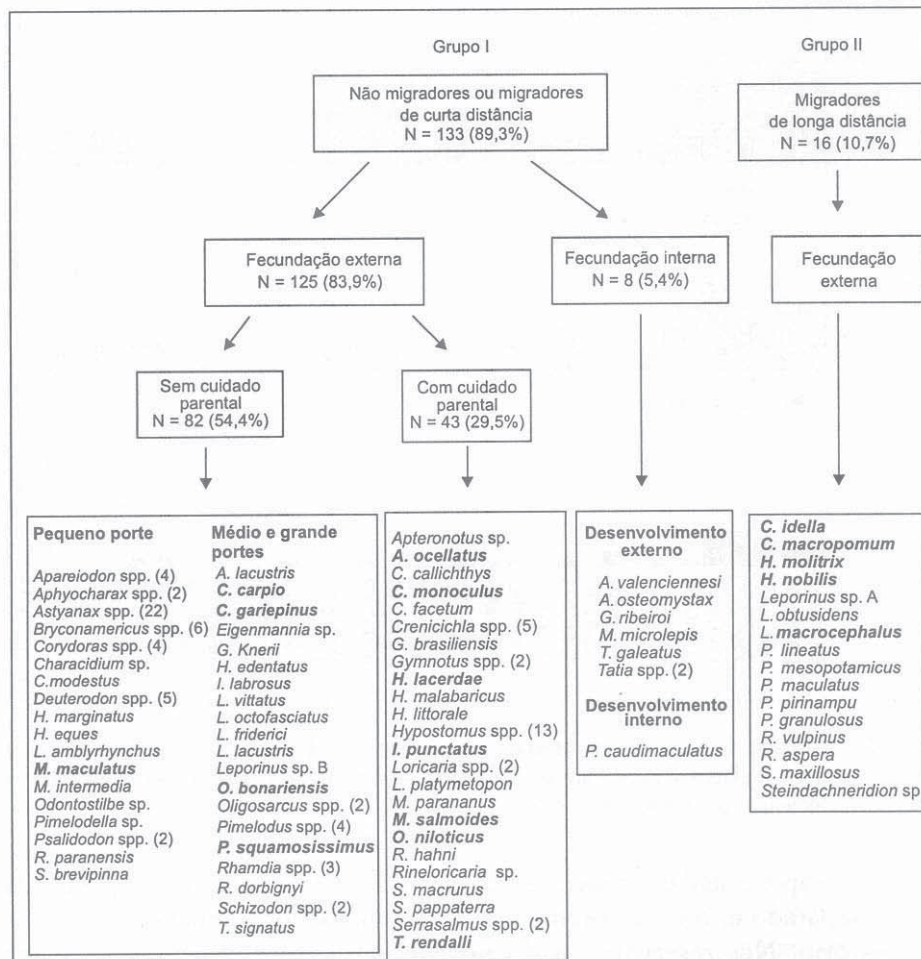 Grupo I
Grupo II
Não migradores ou migradores
de curta distância
N = 133 (89,3%)
Migradores
de longa distância
N = 16 (10,7%)
Fecundação externa
N = 125 (83,9%)
Fecundação interna
N = 8 (5,4%)
Fecundação
externa
Sem cuidado
parental
N = 82 (54,4%)
Com cuidado
parental
N = 43 (29,5%)
Pequeno porte
Apareiodon spp. (4)
Aphyocharax spp. (2)
Astyanax spp. (22)
Bryconamericus spp. (6)
Corydoras spp. (4)
Characidium sp.
C.modestus
Deuterodon spp. (5)
H. marginatus
H. eques
L. amblyrhynchus
M. maculatus
M. intermedia
Odontostilbe sp.
Pimelodella sp.
Psalidodon spp. (2)
R. paranensis
S. brevipinna
Médio e grande
portes
A. lacustris
C. carpio
C. gariepinus
Eigenmannia sp.
G. Knerii
H. edentatus
I. labrosus
L. vittatus
L. octofasciatus
L. friderici
L. lacustris
Leporinus sp. B
O. bonariensis
Oligosarcus spp. (2)
Pimelodus spp. (4)
P. squamosissimus
Rhamdia spp. (3)
R. dorbignyi
Schizodon spp. (2)
T. signatus
Apteronotus sp.
A. ocellatus
C. callichthys
C. monoculus
C. facetum
Crenicichla spp. (5)
G. brasiliensis
Gymnotus spp. (2)
H. lacerdae
H. malabaricus
H. littorale
Hypostomus spp. (13)
I. punctatus
Loricaria spp. (2)
L. platymetopon
M. parananus
M. salmoides
O. niloticus
R. hahni
Rineloricaria sp.
S. macrurus
S. pappaterra
Serrasalmus spp. (2)
T. rendalli
Desenvolvimento
externo
A. valenciennesi
A. osteomystax
G. ribeiroi
M. microlepis
T. galeatus
Tatia spp. (2)
Desenvolvimento
interno
P. caudimaculatus
C. idella
C. macropomum
H. molitrix
H. nobilis
Leporinus sp. A
L. obtusidens
L. macrocephalus
P. lineatus
P. mesopotamicus
P. maculatus
P. pirinampu
P. granulosus
R. vulpinus
R. aspera
S. maxillosus
Steindachneridion sp